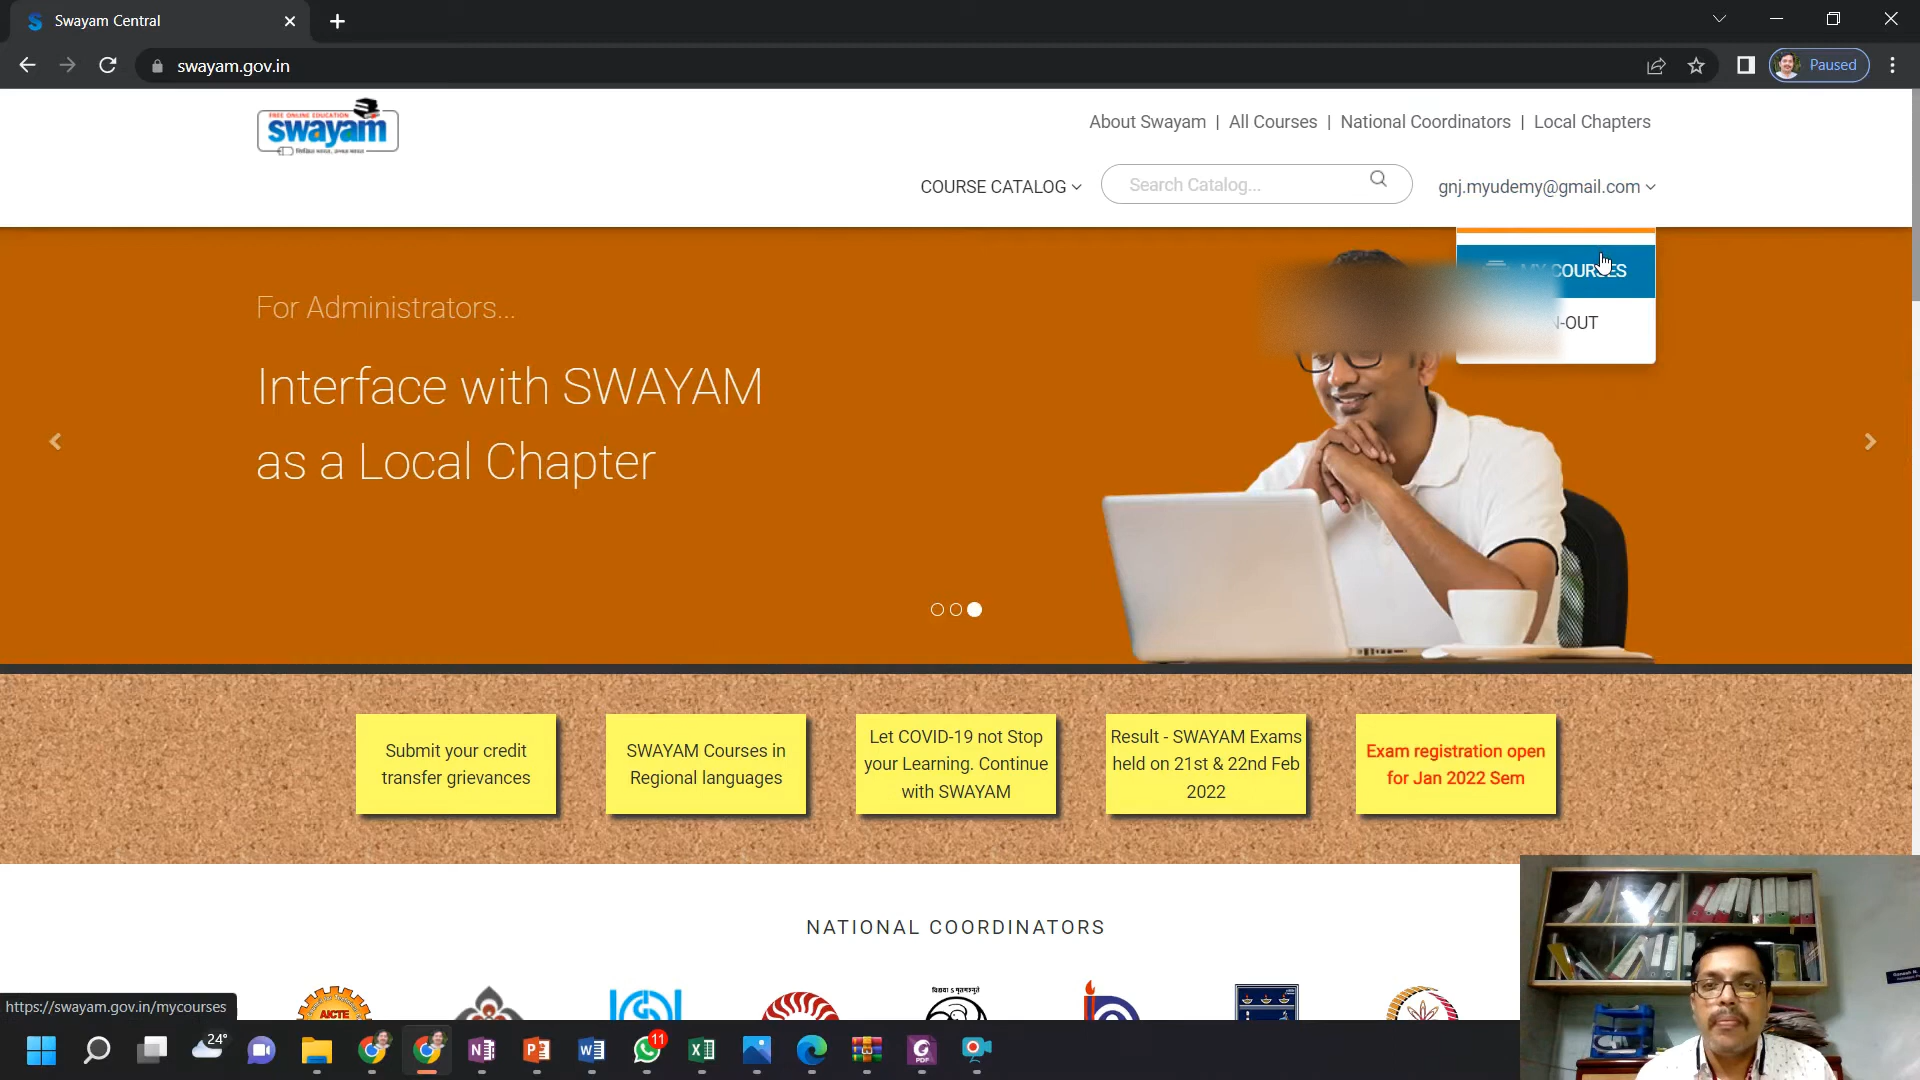 Swayam Central
swayam.gov.in
Paused
FREE ONLINE EDUCATION
swayam
About Swayam | All Courses | National Coordinators | Local Chapters
COURSE CATALOG
Search Catalog...
gnj.myudemy@gmail.com
MY COURSES
N-OUT
For Administrators...
Interface with SWAYAM
as a Local Chapter
Submit your credit
transfer grievances
SWAYAM Courses in
Regional languages
Let COVID-19 not Stop
your Learning. Continue
with SWAYAM
Result - SWAYAM Exams
held on 21st & 22nd Feb
2022
Exam registration open
for Jan 2022 Sem
NATIONAL COORDINATORS
AICTE
https://swayam.gov.in/mycourses
24°
11